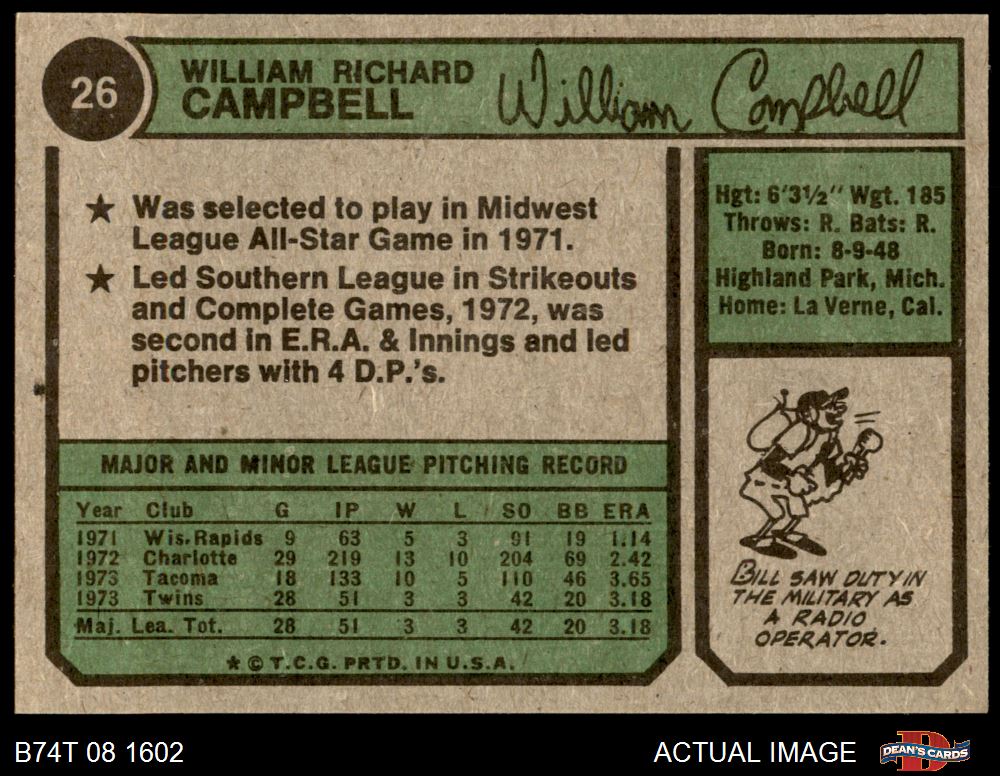 26
WILLIAM RICHARD
CAMPBELL
William Campbell
★ Was selected to play in Midwest
League All-Star Game in 1971.
★ Led Southern League in Strikeouts
and Complete Games, 1972, was
second in E.R.A. & Innings and led
pitchers with 4 D.P.'s.
Hgt: 6'3½" Wgt. 185
Throws: R. Bats: R.
Born: 8-9-48
Highland Park, Mich.
Home: La Verne, Cal.
MAJOR AND MINOR LEAGUE PITCHING RECORD
Year Club G IP W L SO BB ERA
1971 Wis. Rapids 9 63 5 3 91 19 1.14
1972 Charlotte 29 219 13 10 204 69 2.42
1973 Tacoma 18 133 10 5 110 46 3.65
1973 Twins 28 51 3 3 42 20 3.18
Maj. Lea. Tot. 28 51 3 3 42 20 3.18
★ © T.C.G. PRTD. IN U.S.A.
BILL SAW DUTY IN
THE MILITARY AS
A RADIO
OPERATOR.
B74T 08 1602
ACTUAL IMAGE
DEAN'S CARDS